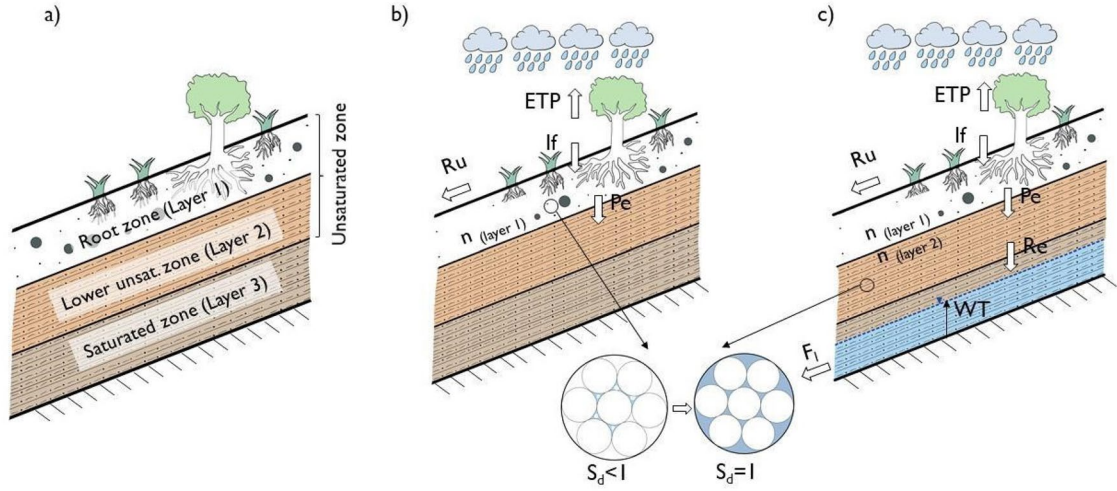 a)
Unsaturated zone
Root zone (Layer 1)
Lower unsat. zone (Layer 2)
Saturated zone (Layer 3)
b)
ETP
If
Ru
Pe
n (layer 1)
c)
ETP
If
Ru
Pe
n (layer 1)
n (layer 2)
Re
WT
Fl
Sd<1
Sd=1